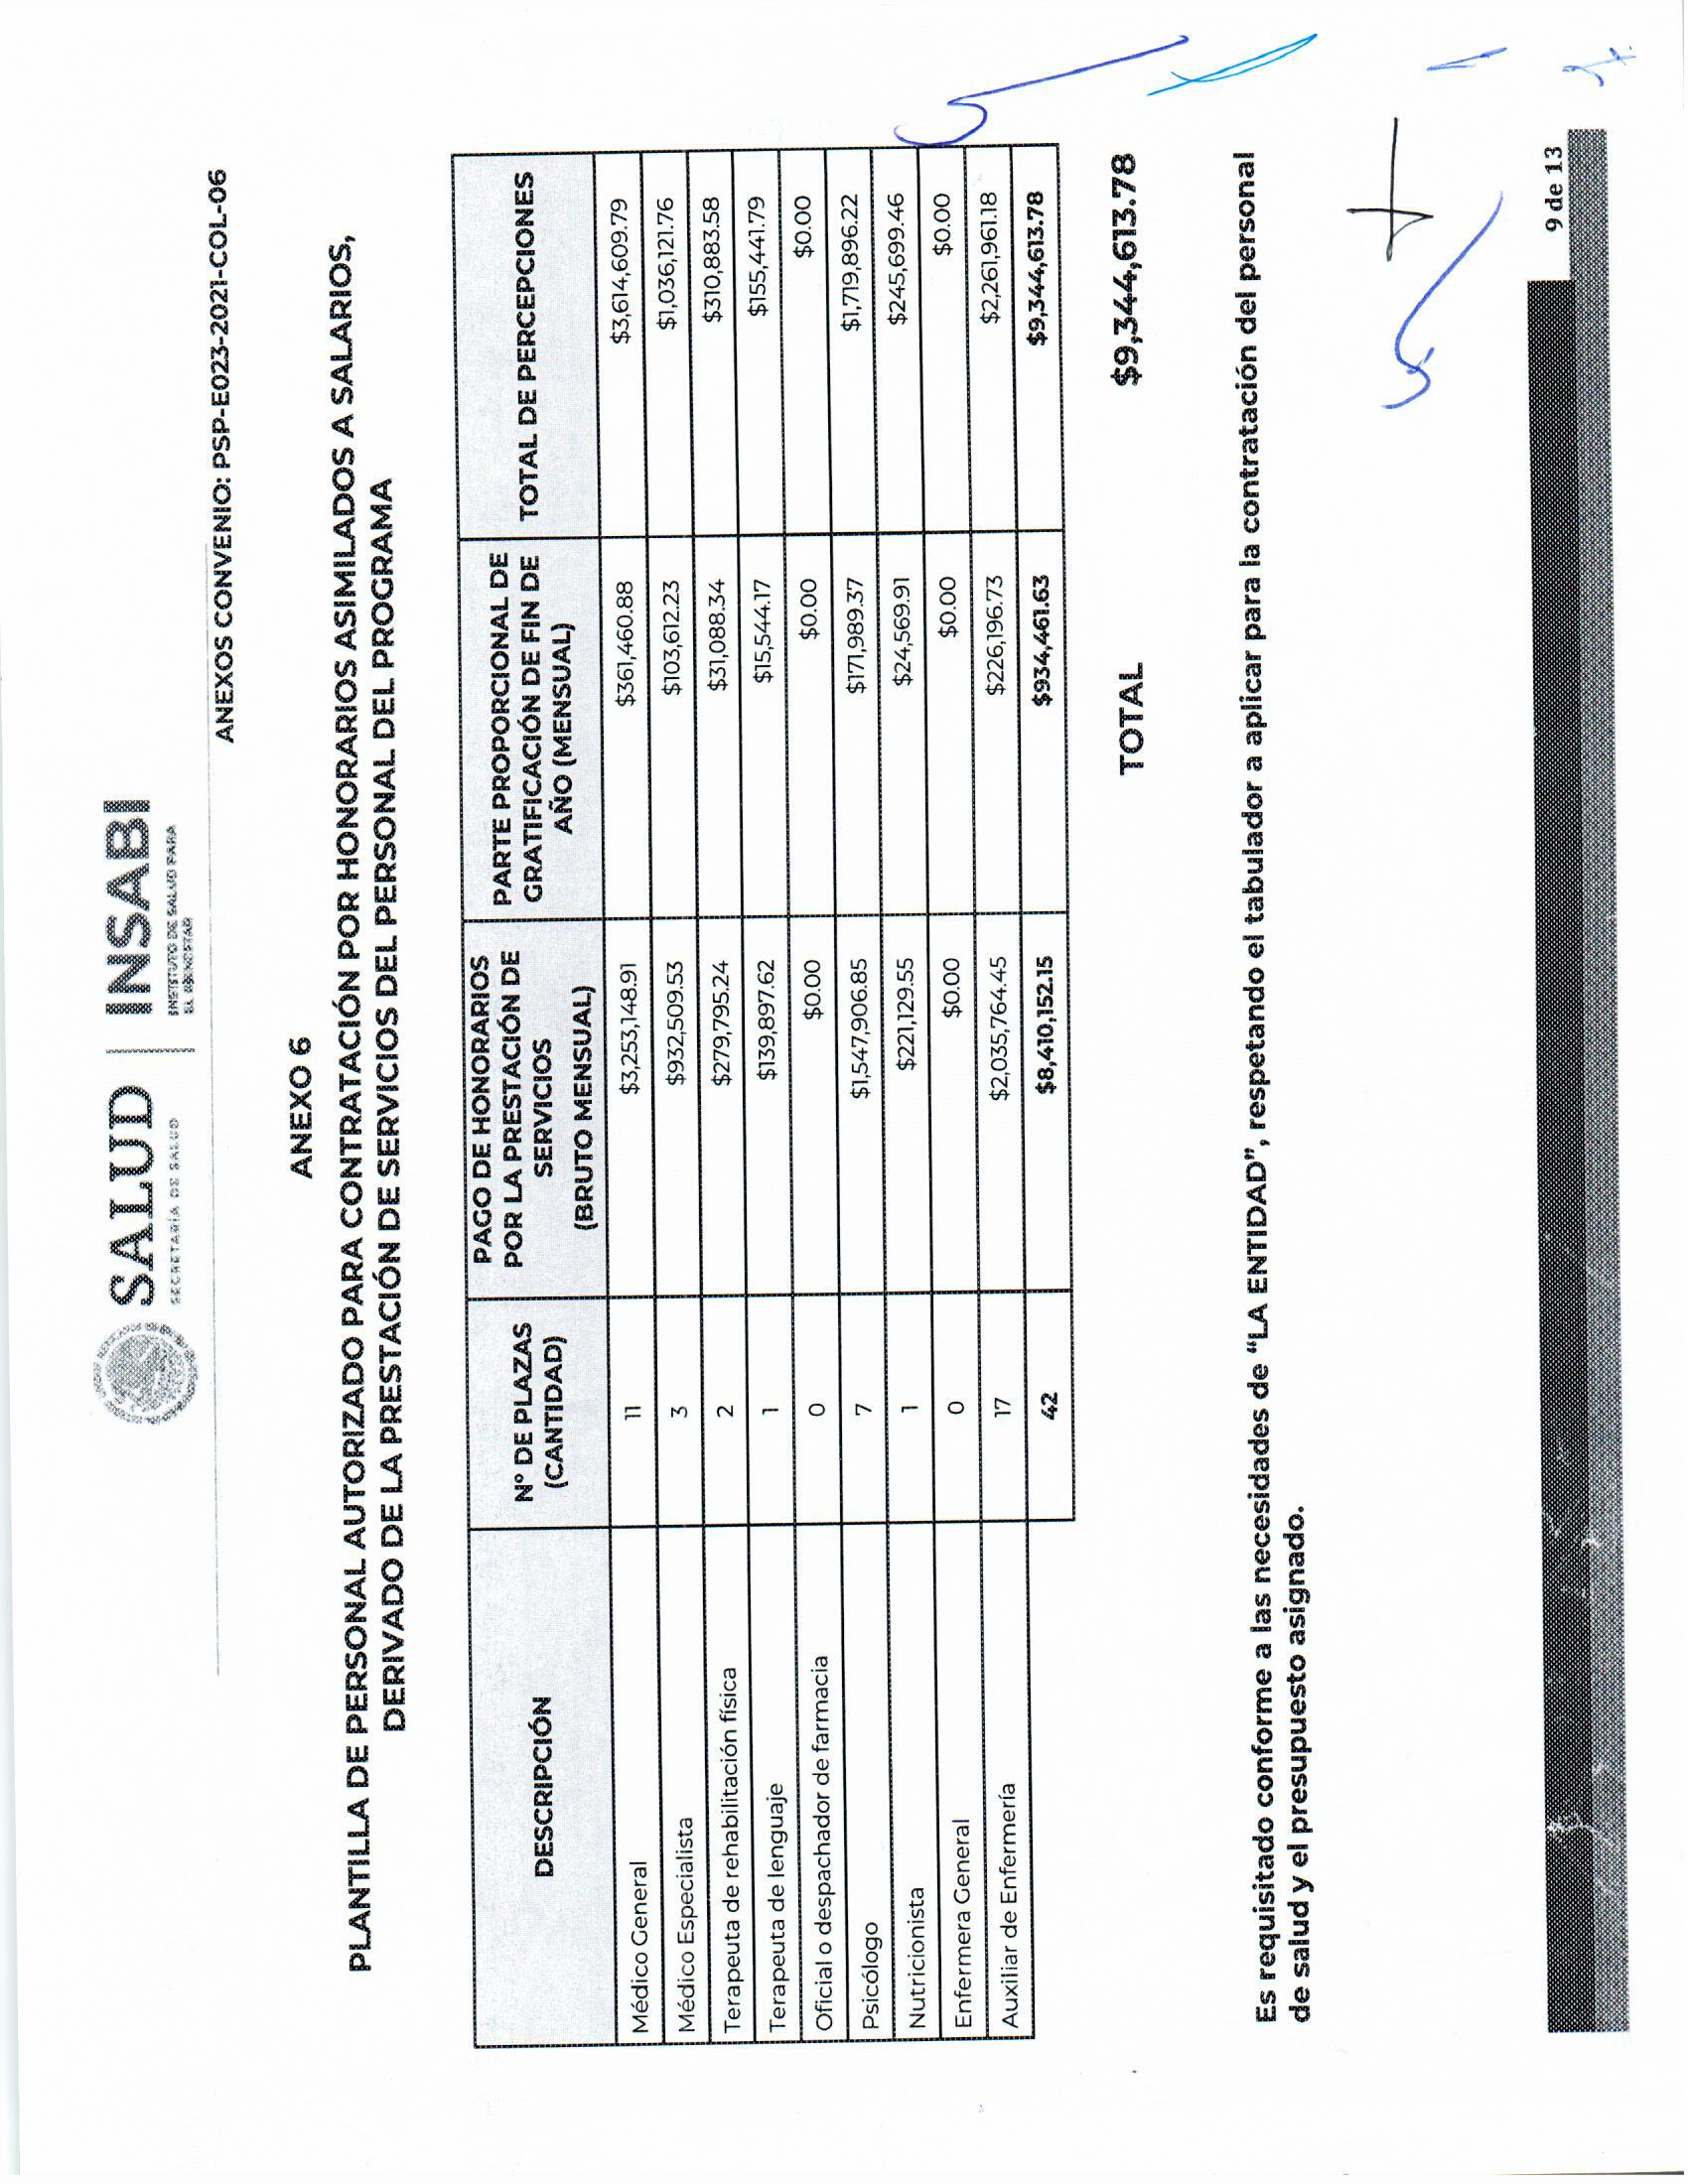 SALUD
SECRETARÍA DE SALUD
INSABI
INSTITUTO DE SALUD PARA
EL BIENESTAR
ANEXOS CONVENIO: PSP-E023-2021-COL-06
ANEXO 6
PLANTILLA DE PERSONAL AUTORIZADO PARA CONTRATACIÓN POR HONORARIOS ASIMILADOS A SALARIOS,
DERIVADO DE LA PRESTACIÓN DE SERVICIOS DEL PERSONAL DEL PROGRAMA
DESCRIPCIÓN
N° DE PLAZAS
(CANTIDAD)
PAGO DE HONORARIOS
POR LA PRESTACIÓN DE
SERVICIOS
(BRUTO MENSUAL)
PARTE PROPORCIONAL DE
GRATIFICACIÓN DE FIN DE
AÑO (MENSUAL)
TOTAL DE PERCEPCIONES
Médico General 11 $3,253,148.91 $361,460.88 $3,614,609.79
Médico Especialista 3 $932,509.53 $103,612.23 $1,036,121.76
Terapeuta de rehabilitación física 2 $279,795.24 $31,088.34 $310,883.58
Terapeuta de lenguaje 1 $139,897.62 $15,544.17 $155,441.79
Oficial o despachador de farmacia 0 $0.00 $0.00 $0.00
Psicólogo 7 $1,547,906.85 $171,989.37 $1,719,896.22
Nutricionista 1 $221,129.55 $24,569.91 $245,699.46
Enfermera General 0 $0.00 $0.00 $0.00
Auxiliar de Enfermería 17 $2,035,764.45 $226,196.73 $2,261,961.18
42 $8,410,152.15 $934,461.63 $9,344,613.78
TOTAL $9,344,613.78
Es requisitado conforme a las necesidades de “LA ENTIDAD”, respetando el tabulador a aplicar para la contratación del personal
de salud y el presupuesto asignado.
9 de 13